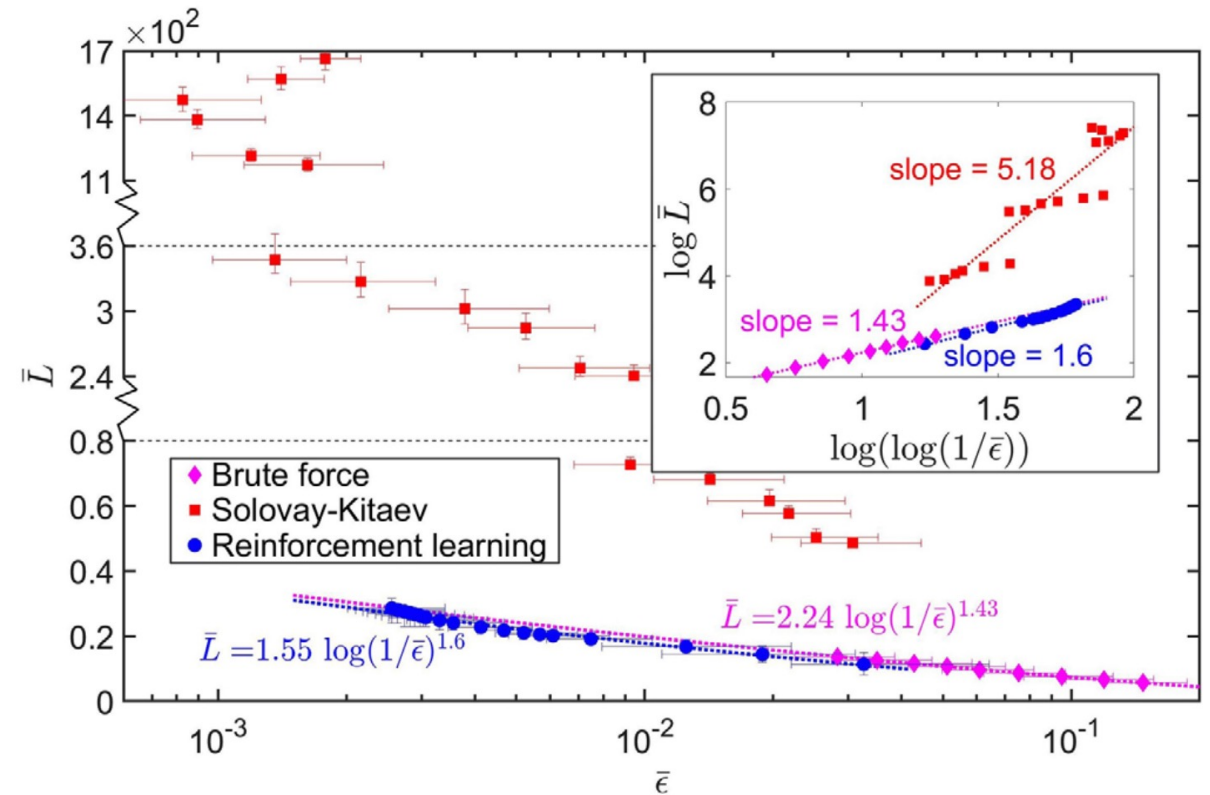 ×10²
17
14
11
3.6
3
2.4
0.8
0.6
0.4
0.2
0
L̄
10⁻³
10⁻²
10⁻¹
ϵ̄
Brute force
Solovay-Kitaev
Reinforcement learning
L̄ =1.55 log(1/ϵ̄)^1.6
L̄ =2.24 log(1/ϵ̄)^1.43
8
6
4
2
log L̄
slope = 5.18
slope = 1.43
slope = 1.6
0.5 1 1.5 2
log(log(1/ϵ̄))